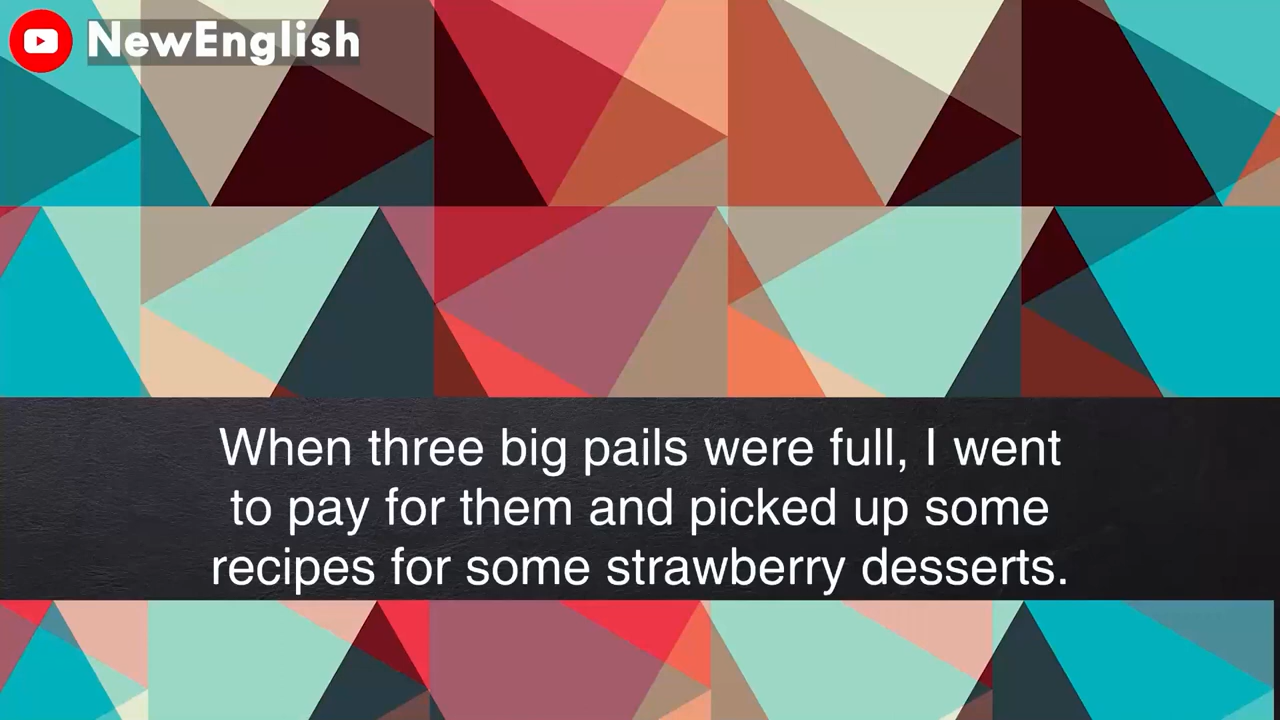 NewEnglish
When three big pails were full, I went
to pay for them and picked up some
recipes for some strawberry desserts.